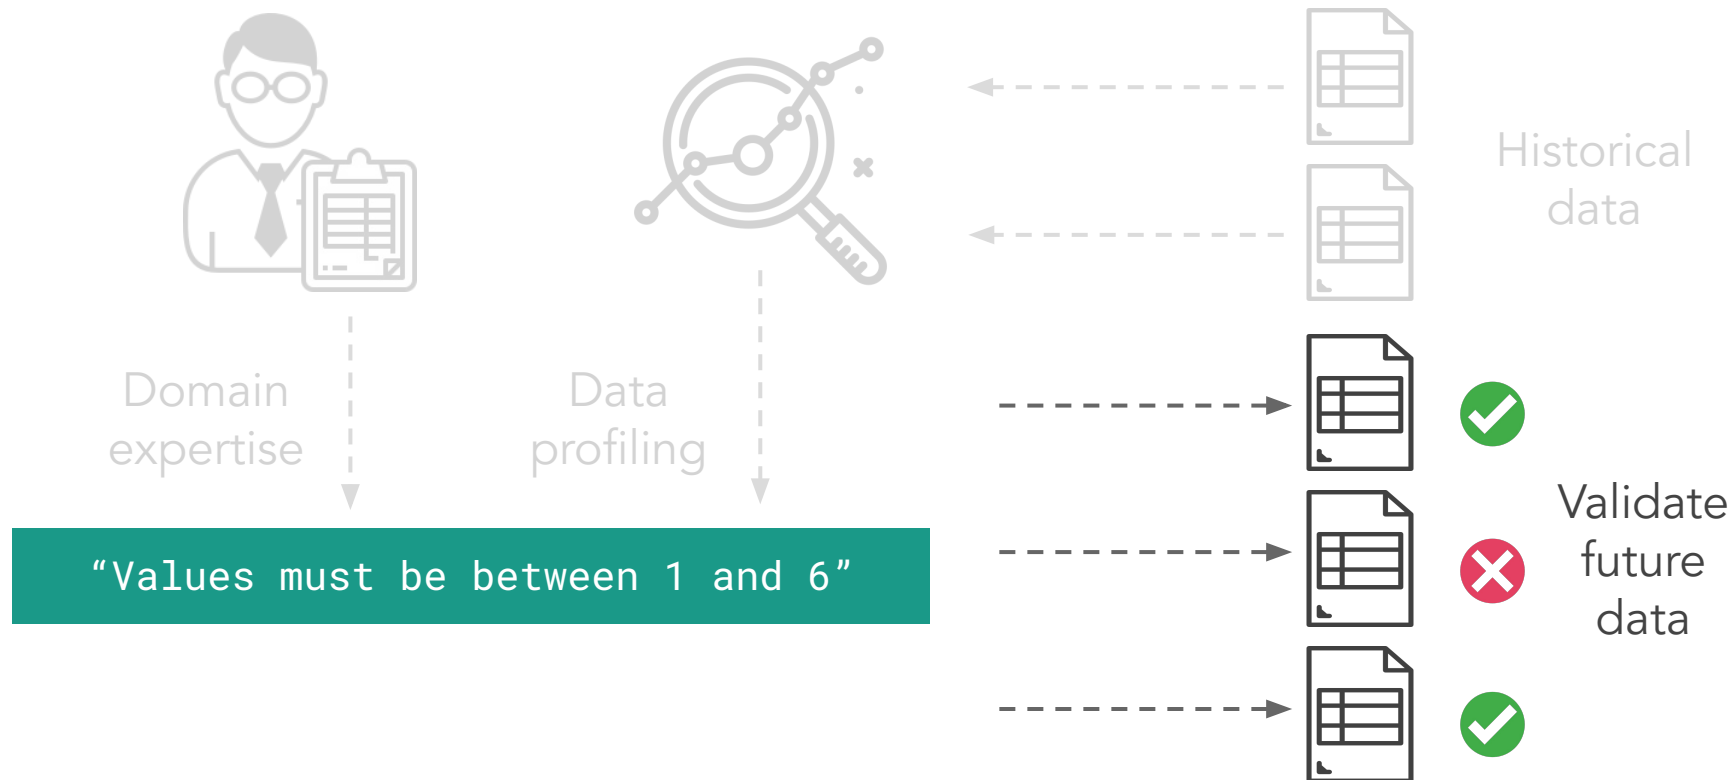 Historical
data
Domain
expertise
Data
profiling
“Values must be between 1 and 6”
Validate
future
data